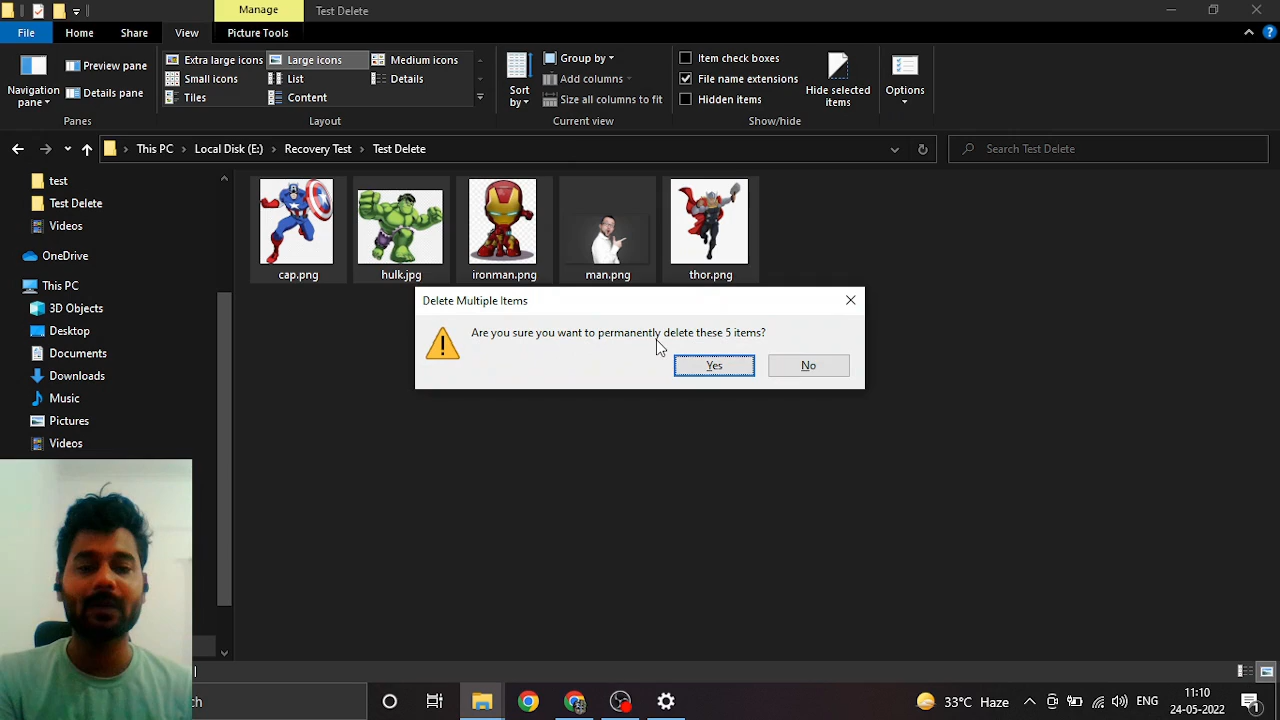 Manage
Test Delete
File
Home
Share
View
Picture Tools
Navigation pane
Preview pane
Details pane
Panes
Extra large icons
Large icons
Medium icons
Small icons
List
Details
Tiles
Content
Layout
Sort by
Group by
Add columns
Size all columns to fit
Current view
Item check boxes
File name extensions
Hidden items
Hide selected items
Show/hide
Options
This PC
Local Disk (E:)
Recovery Test
Test Delete
Search Test Delete
test
Test Delete
Videos
OneDrive
This PC
3D Objects
Desktop
Documents
Downloads
Music
Pictures
Videos
cap.png
hulk.jpg
ironman.png
man.png
thor.png
Delete Multiple Items
Are you sure you want to permanently delete these 5 items?
Yes
No
33°C Haze
ENG
11:10
24-05-2022
1